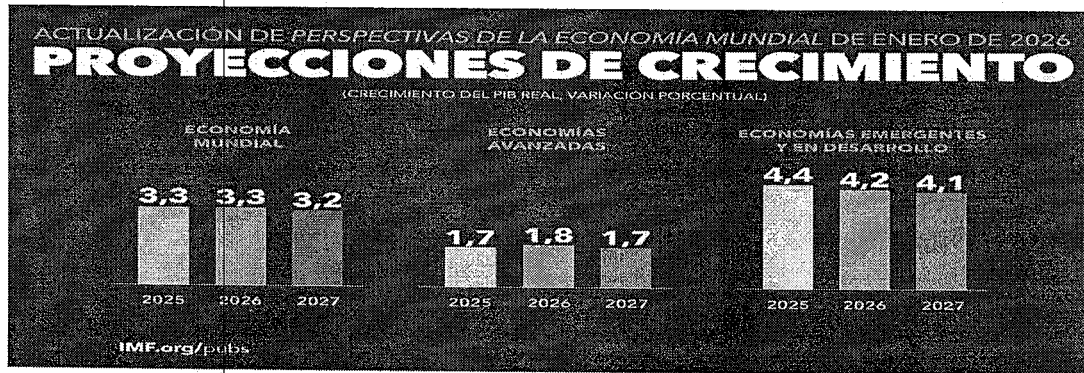 ACTUALIZACIÓN DE PERSPECTIVAS DE LA ECONOMÍA MUNDIAL DE ENERO DE 2026
PROYECCIONES DE CRECIMIENTO
(CRECIMIENTO DEL PIB REAL, VARIACIÓN PORCENTUAL)
ECONOMÍA
MUNDIAL
3,3 3,3 3,2
2025 2026 2027
ECONOMÍAS
AVANZADAS
1,7 1,8 1,7
2025 2026 2027
ECONOMÍAS EMERGENTES
Y EN DESARROLLO
4,4 4,2 4,1
2025 2026 2027
IMF.org/pubs